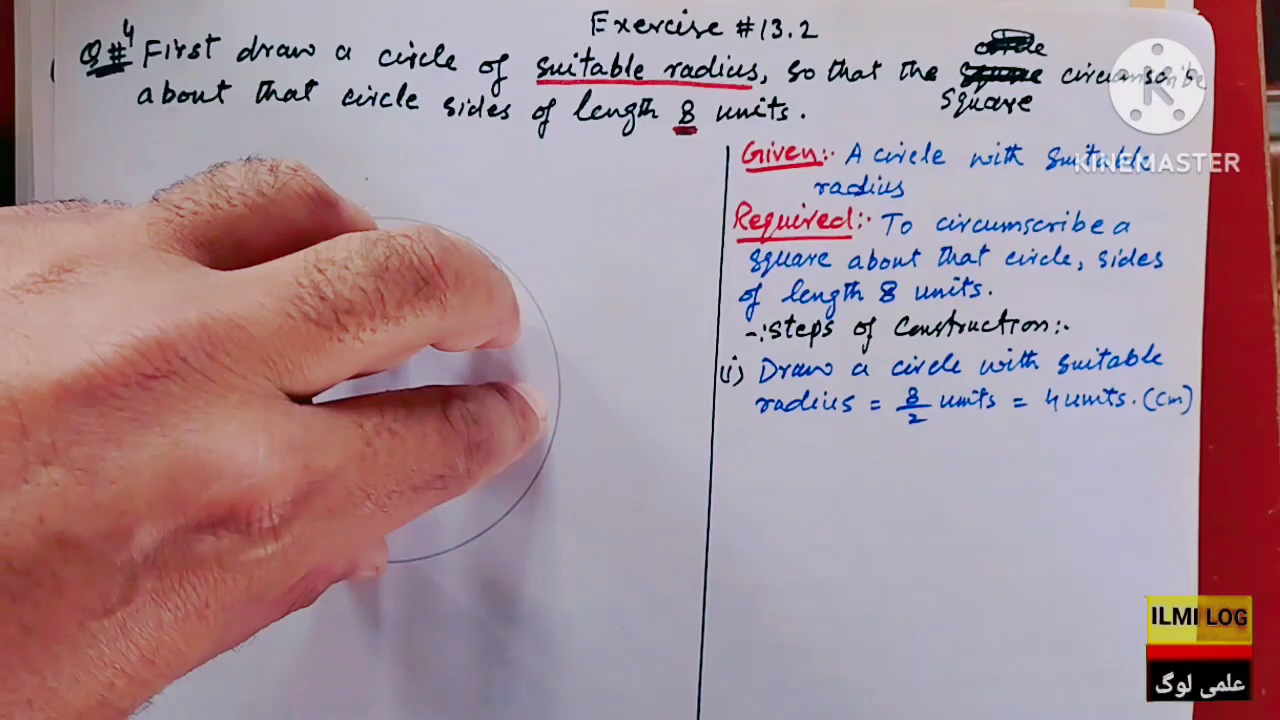 Exercise #13.2
Q#4 First draw a circle of suitable radius, so that the square circumscribe
about that circle sides of length 8 units.
KINEMASTER
Given:- A circle with suitable
radius
Required:- To circumscribe a
square about that circle, sides
of length 8 units.
-:Steps of Construction:-
(i) Draw a circle with suitable
radius = 8/2 units = 4 units. (cm)
ILMI LOG
علمی لوگ